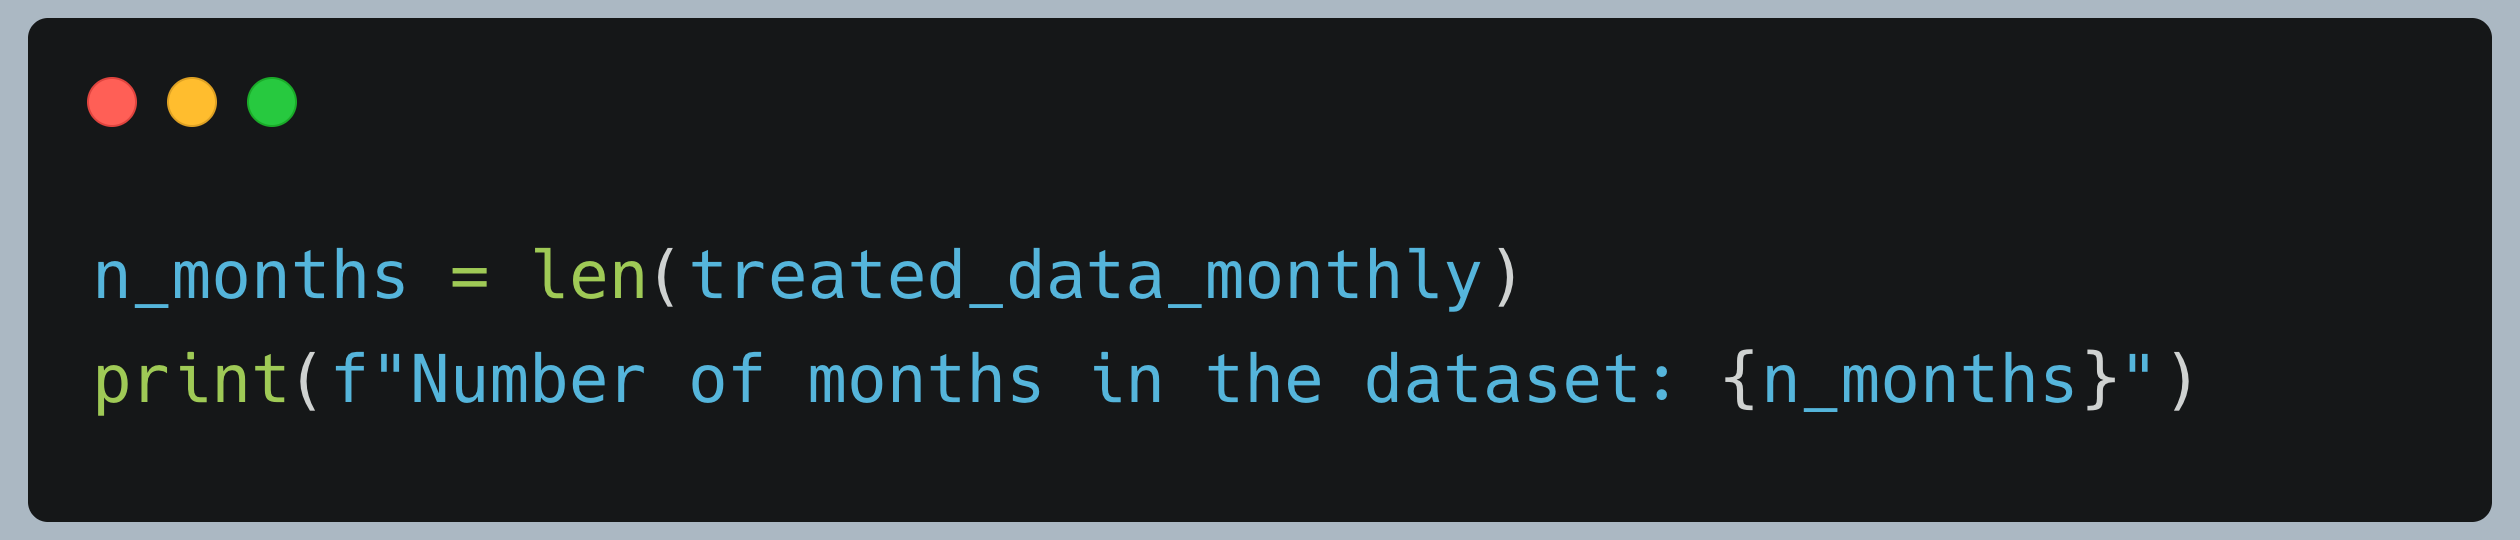 n_months = len(treated_data_monthly)
print(f"Number of months in the dataset: {n_months}")